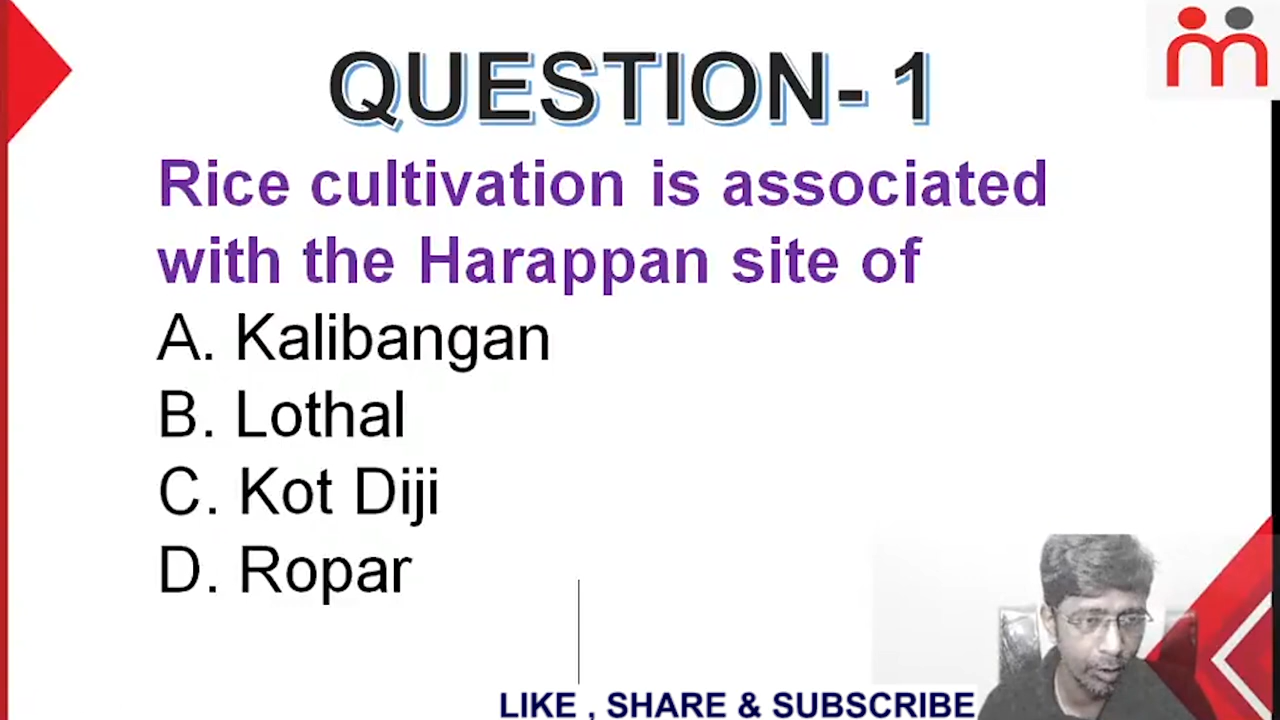 QUESTION- 1
Rice cultivation is associated
with the Harappan site of
A. Kalibangan
B. Lothal
C. Kot Diji
D. Ropar
LIKE , SHARE & SUBSCRIBE